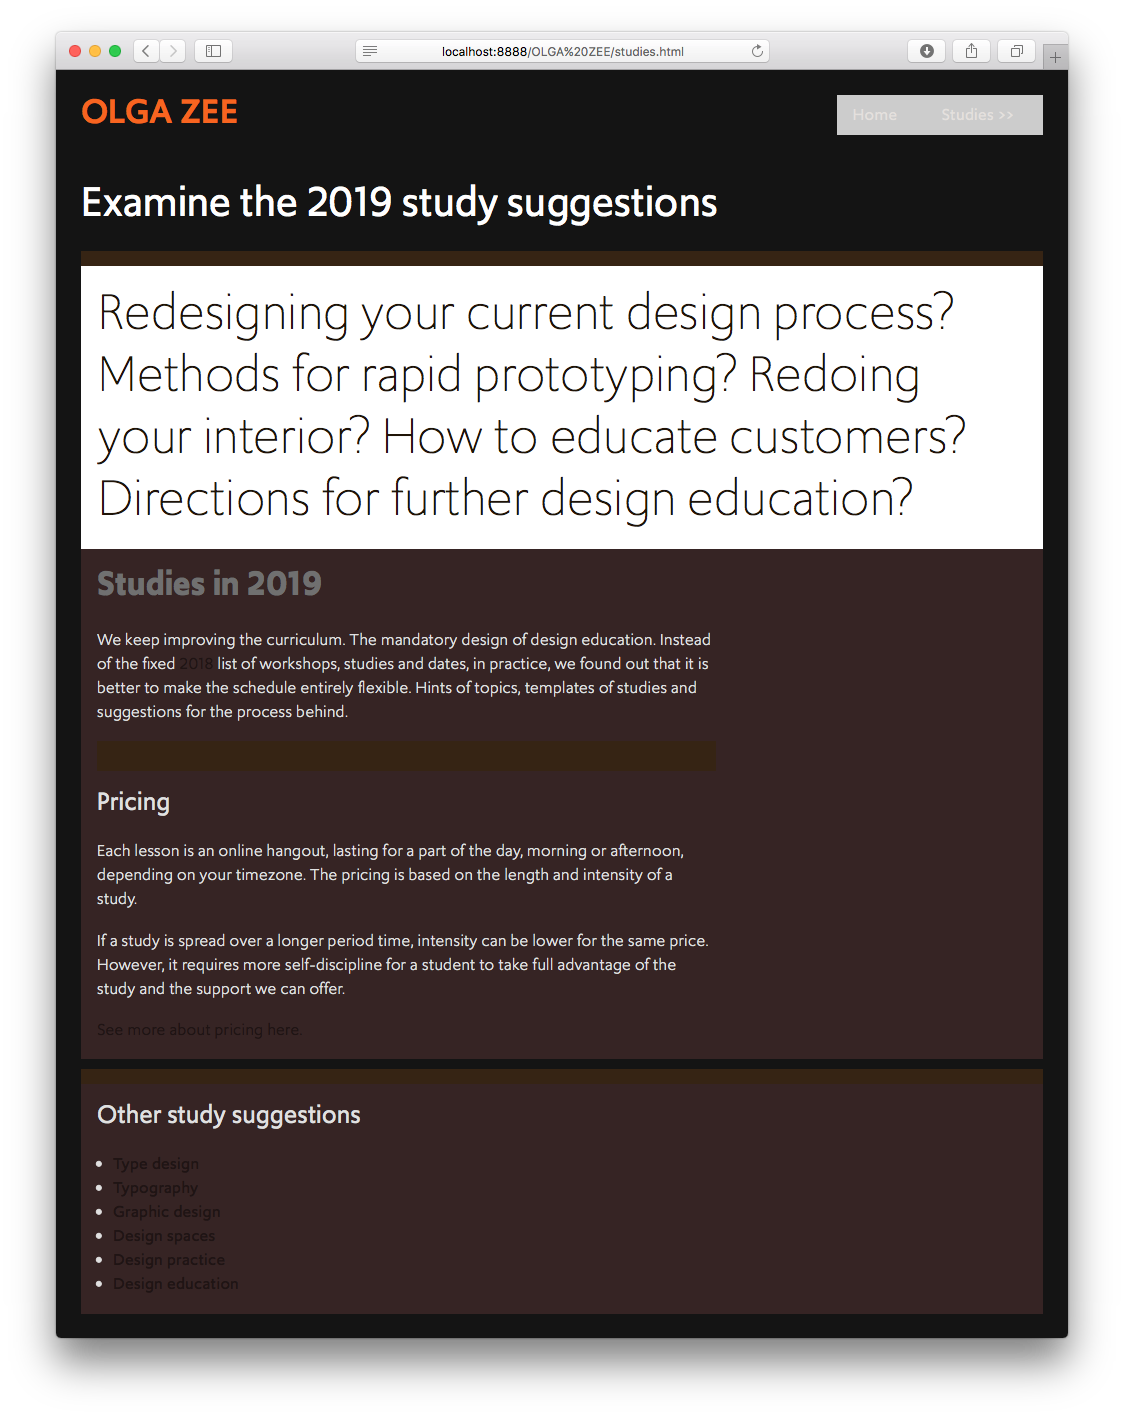 localhost:8888/OLGA%20ZEE/studies.html
OLGA ZEE
Home
Studies >>
Examine the 2019 study suggestions
Redesigning your current design process?
Methods for rapid prototyping? Redoing
your interior? How to educate customers?
Directions for further design education?
Studies in 2019
We keep improving the curriculum. The mandatory design of design education. Instead
of the fixed 2018 list of workshops, studies and dates, in practice, we found out that it is
better to make the schedule entirely flexible. Hints of topics, templates of studies and
suggestions for the process behind.
Pricing
Each lesson is an online hangout, lasting for a part of the day, morning or afternoon,
depending on your timezone. The pricing is based on the length and intensity of a
study.
If a study is spread over a longer period time, intensity can be lower for the same price.
However, it requires more self-discipline for a student to take full advantage of the
study and the support we can offer.
See more about pricing here.
Other study suggestions
• Type design
• Typography
• Graphic design
• Design spaces
• Design practice
• Design education